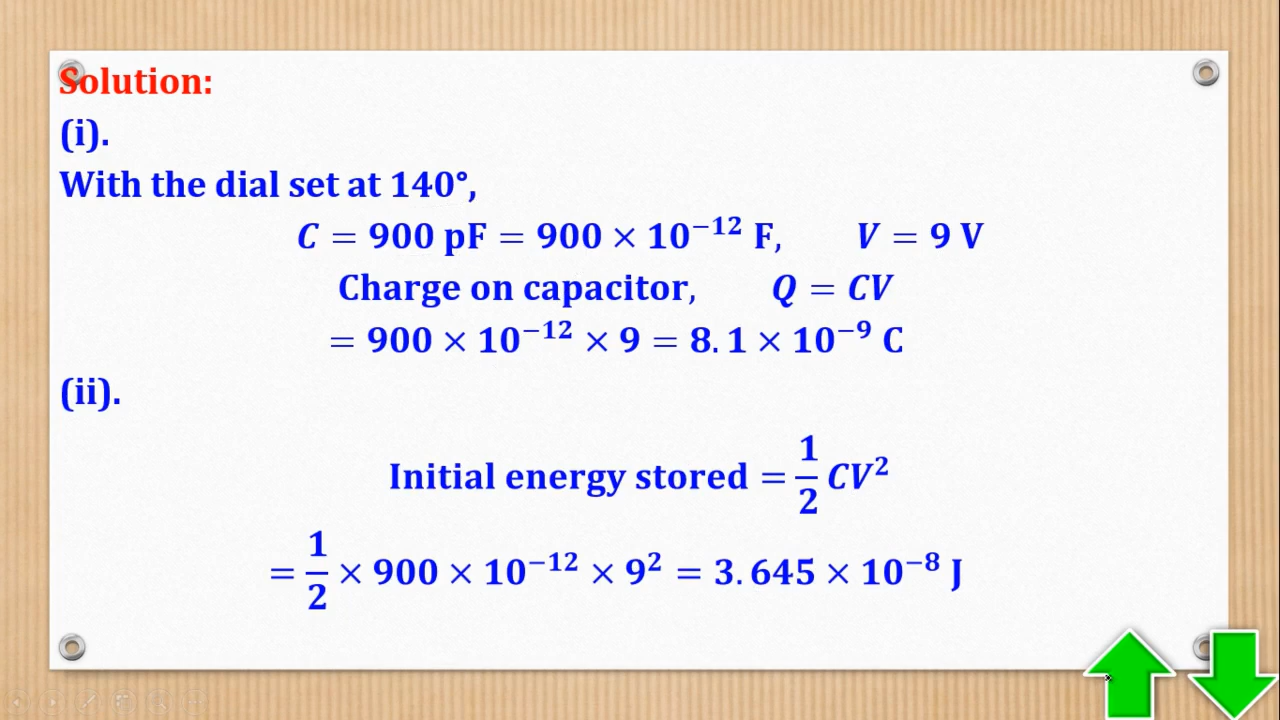 Solution:
(i).
With the dial set at 140°,
C = 900 pF = 900 × 10⁻¹² F, V = 9 V
Charge on capacitor, Q = CV
= 900 × 10⁻¹² × 9 = 8.1 × 10⁻⁹ C
(ii).
Initial energy stored = 1/2 CV²
= 1/2 × 900 × 10⁻¹² × 9² = 3.645 × 10⁻⁸ J